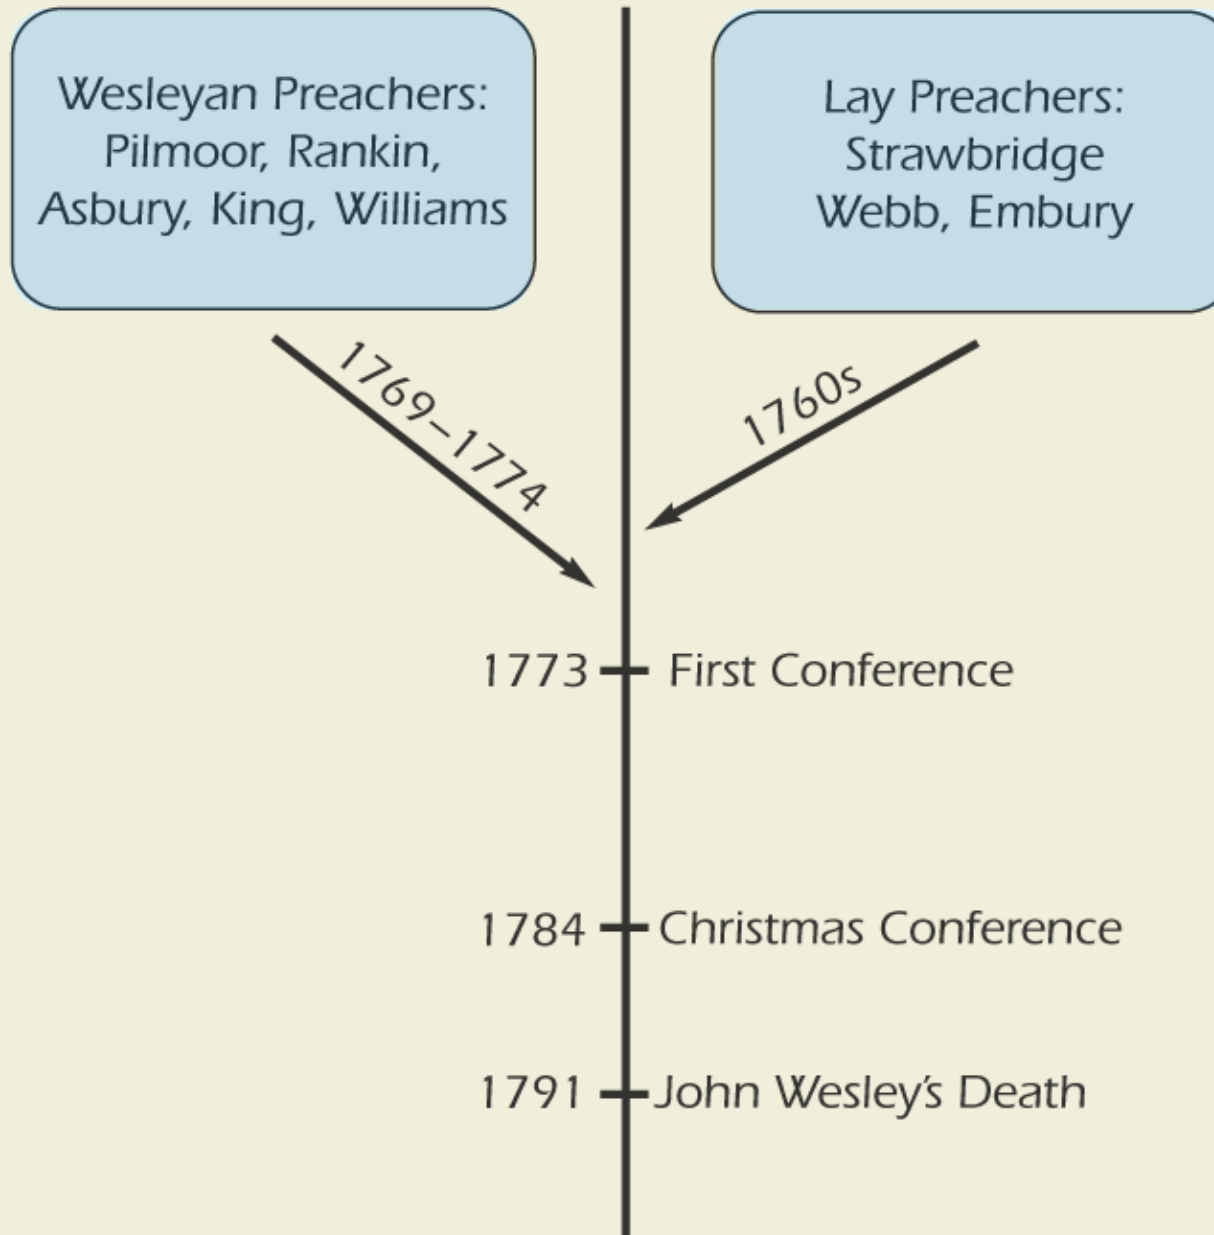 Wesleyan Preachers:
Pilmoor, Rankin,
Asbury, King, Williams
Lay Preachers:
Strawbridge
Webb, Embury
1769–1774
1760s
1773 First Conference
1784 Christmas Conference
1791 John Wesley's Death